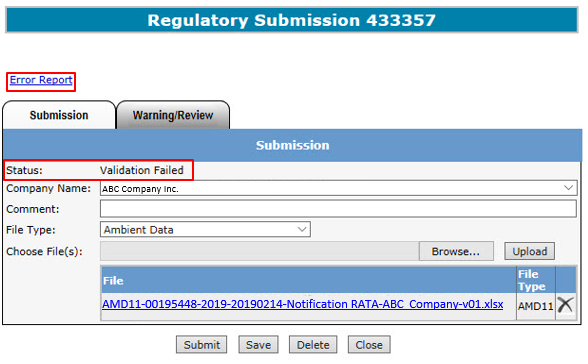 Regulatory Submission 433357
Error Report
Submission Warning/Review
Submission
Status: Validation Failed
Company Name: ABC Company Inc.
Comment:
File Type: Ambient Data
Choose File(s): Browse... Upload
File File Type
AMD11-00195448-2019-20190214-Notification RATA-ABC_Company-v01.xlsx AMD11
Submit Save Delete Close